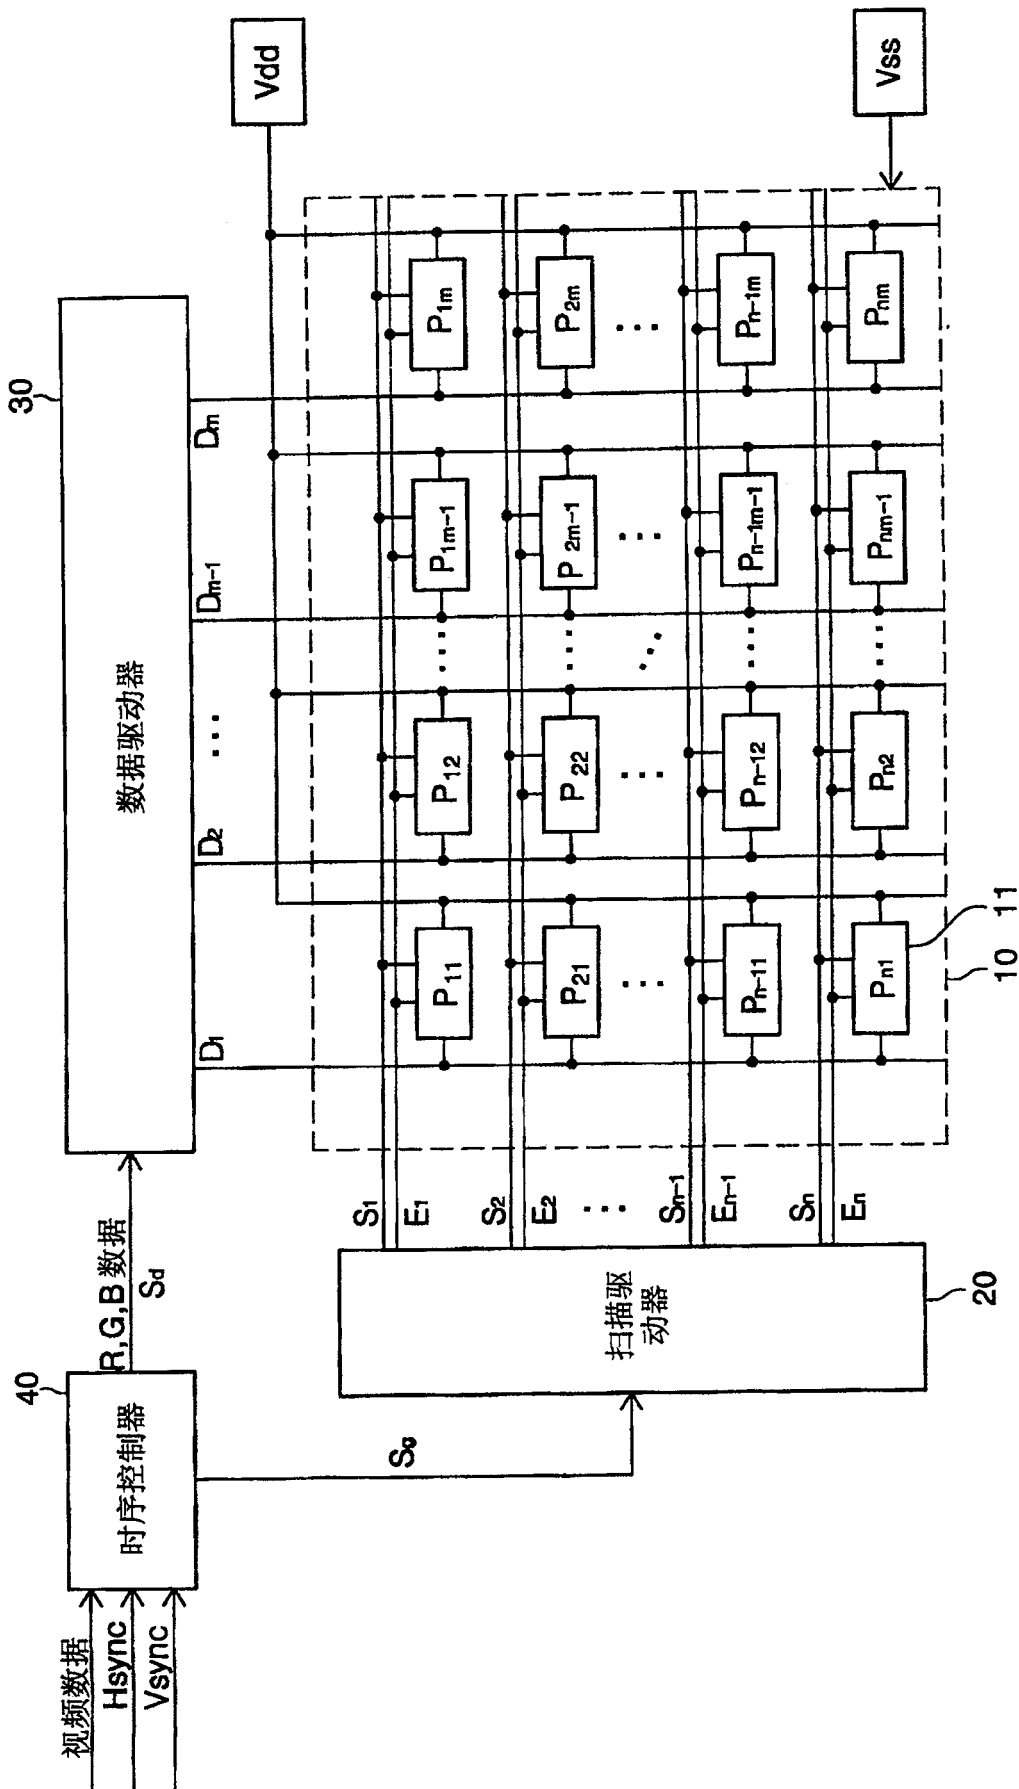 视频数据
Hsync
Vsync
40
时序控制器
R,G,B 数据
Sd
30
数据驱动器
D1
D2
...
Dm-1
Dm
Vdd
SG
扫描驱动器
20
S1
E1
P11
P12
...
P1m-1
P1m
S2
E2
P21
P22
...
P2m-1
P2m
...
Sn-1
En-1
Pn-11
Pn-12
...
Pn-1m-1
Pn-1m
Sn
En
Pn1
Pn2
...
Pnm-1
Pnm
10
11
Vss